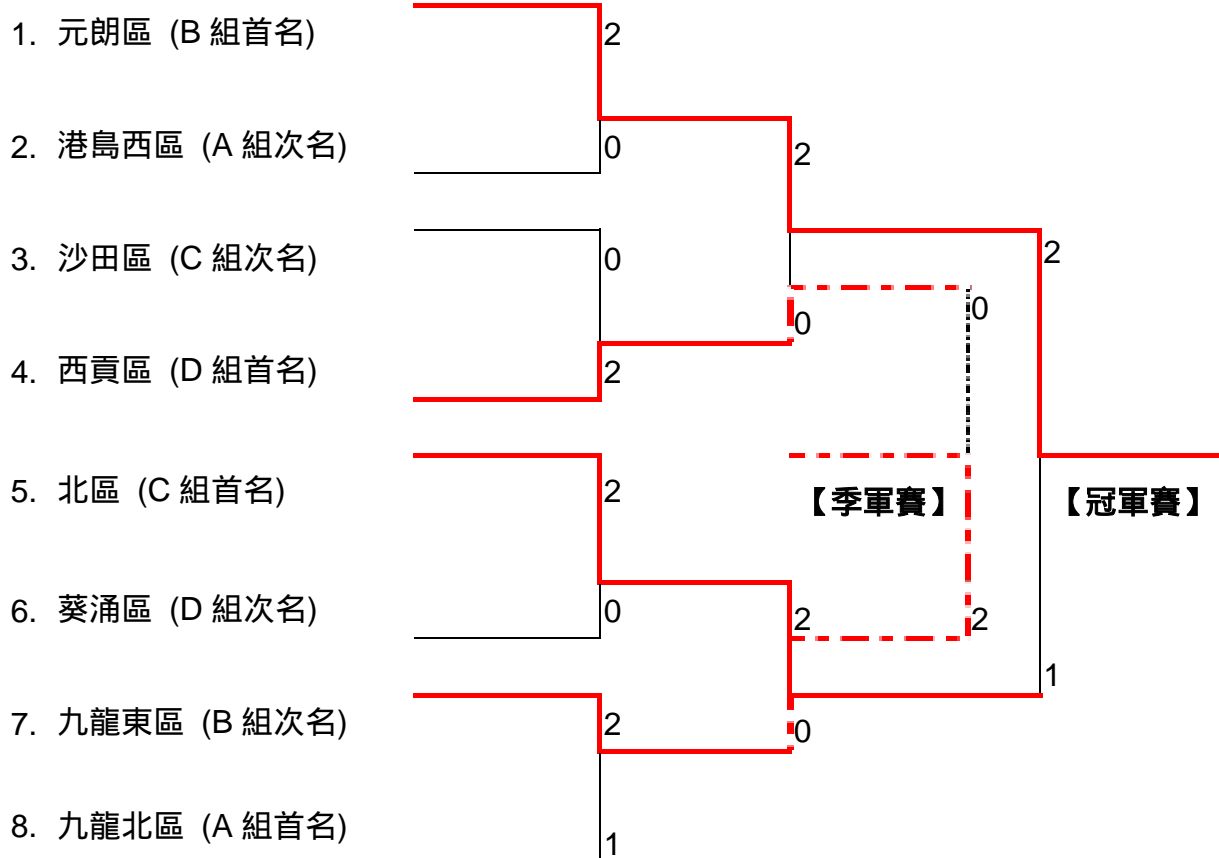 1. 元朗區 (B 組首名)
2
2. 港島西區 (A 組次名)
0
2
3. 沙田區 (C 組次名)
0
2
0
0
4. 西貢區 (D 組首名)
2
5. 北區 (C 組首名)
2
【季軍賽】
【冠軍賽】
6. 葵涌區 (D 組次名)
0
2
2
1
7. 九龍東區 (B 組次名)
2
0
8. 九龍北區 (A 組首名)
1